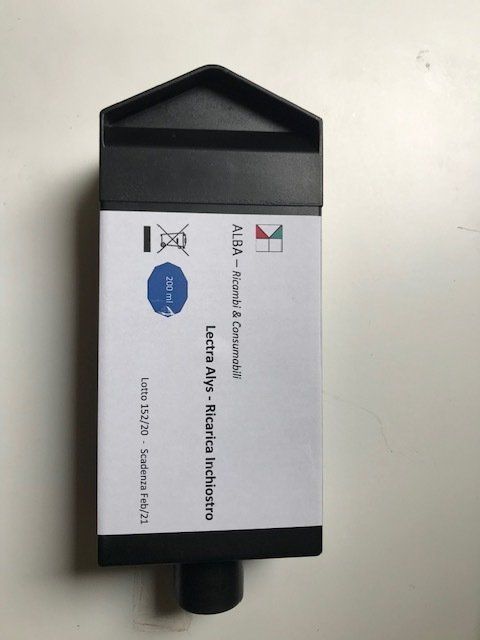 ALBA – Ricambi & Consumabili
Lectra Alys - Ricarica Inchiostro
200 ml
Lotto 152/20 - Scadenza Feb/21